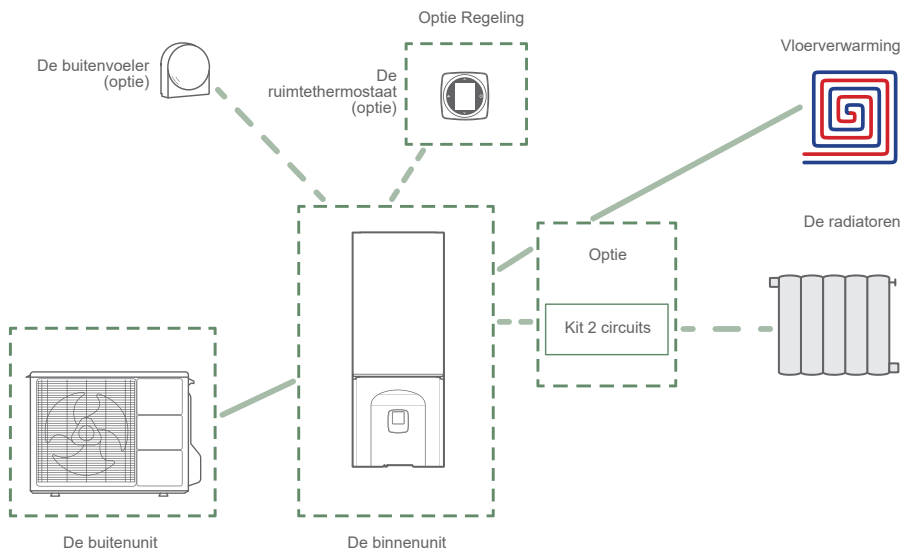 Optie Regeling
De buitenvoeler
(optie)
De
ruimtethermostaat
(optie)
Vloerverwarming
De radiatoren
Optie
Kit 2 circuits
De buitenunit
De binnenunit